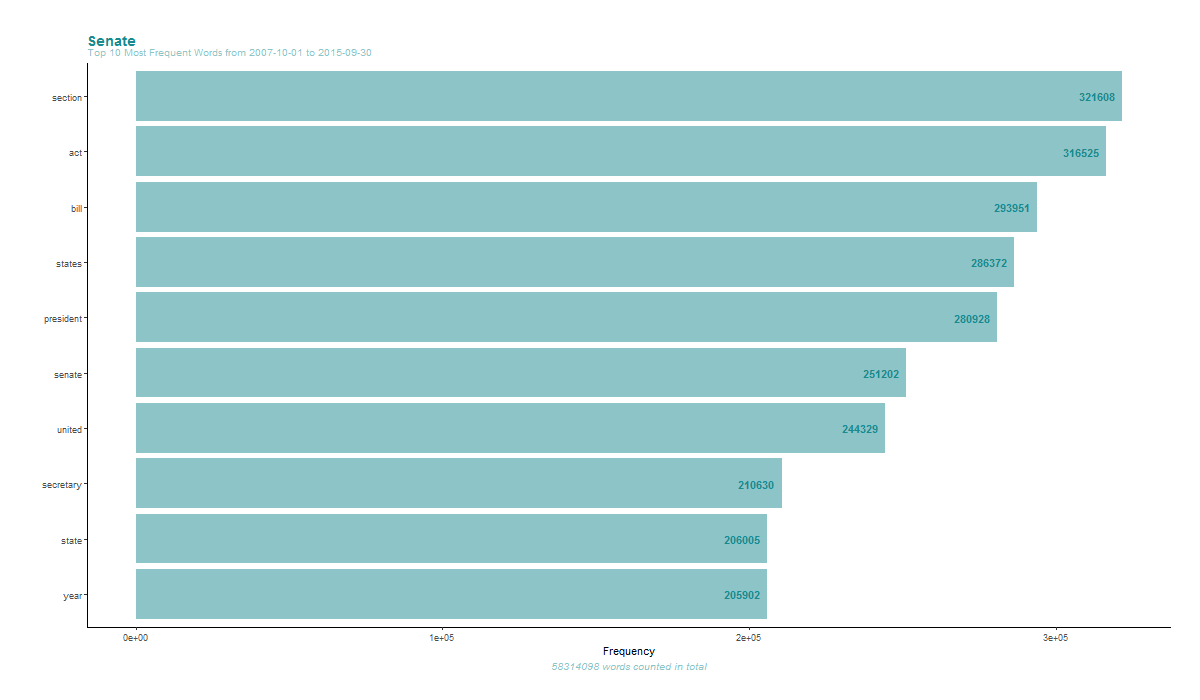 Senate
Top 10 Most Frequent Words from 2007-10-01 to 2015-09-30
section 321608
act 316525
bill 293951
states 286372
president 280928
senate 251202
united 244329
secretary 210630
state 206005
year 205902
0e+00 1e+05 2e+05 3e+05
Frequency
58314098 words counted in total